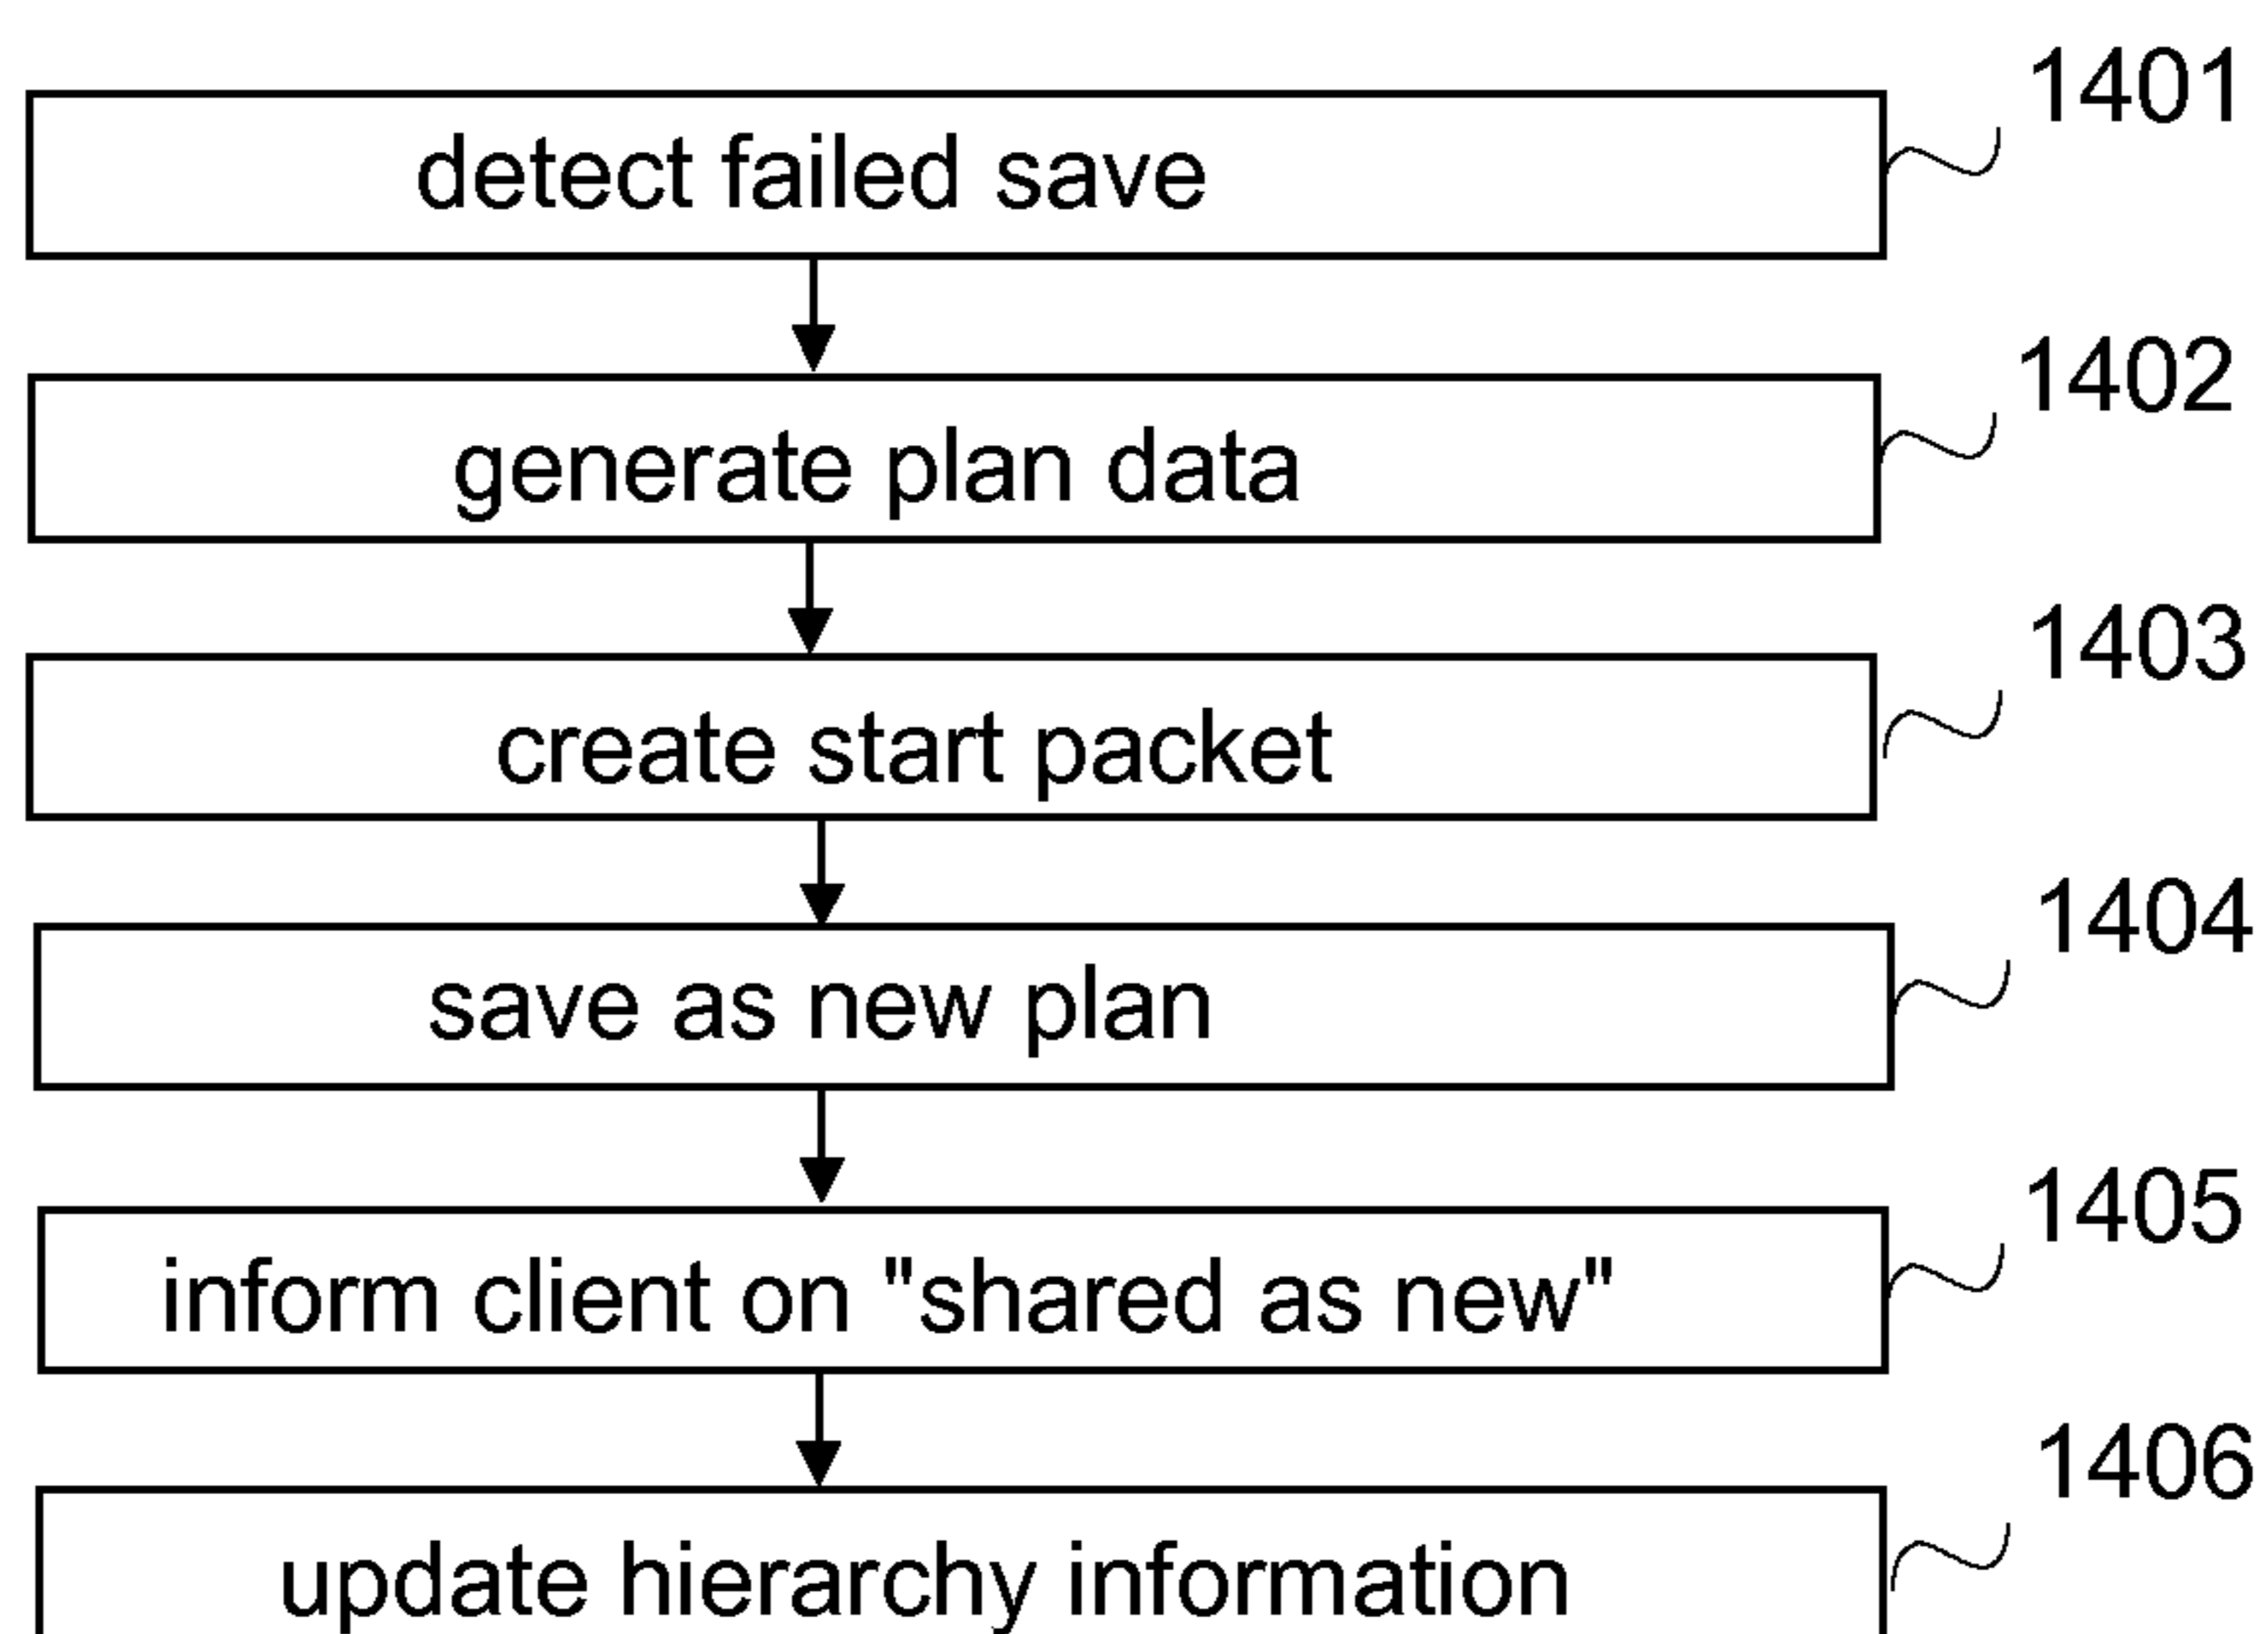 1401
detect failed save
1402
generate plan data
1403
create start packet
1404
save as new plan
1405
inform client on "shared as new"
1406
update hierarchy information